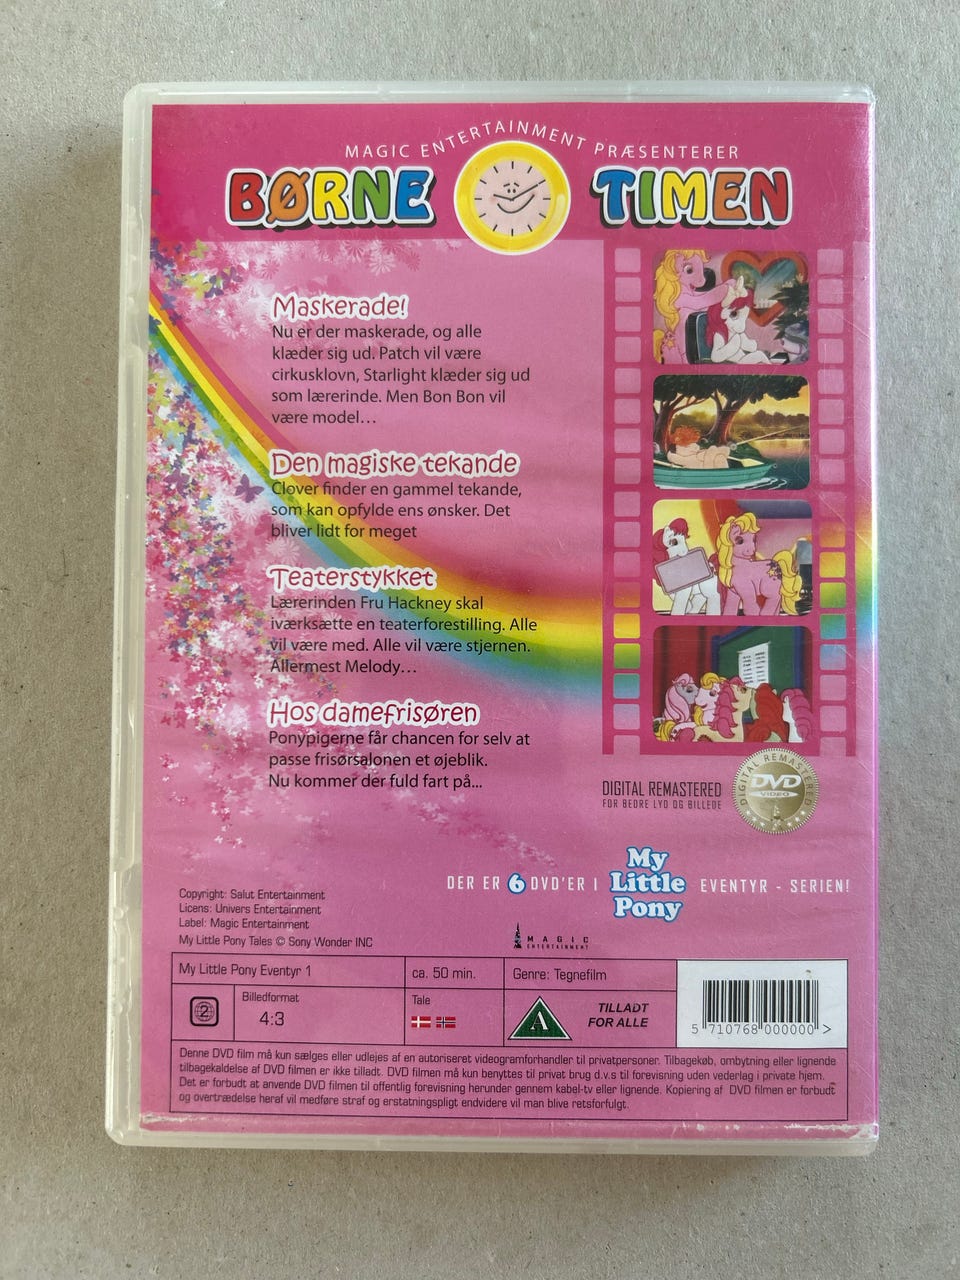 MAGIC ENTERTAINMENT PRÆSENTERER
BØRNE TIMEN
Maskerade!
Nu er der maskerade, og alle
klæder sig ud. Patch vil være
cirkusklovn, Starlight klæder sig ud
som lærerinde. Men Bon Bon vil
være model...
Den magiske tekande
Clover finder en gammel tekande,
som kan opfylde ens ønsker. Det
bliver lidt for meget
Teaterstykket
Lærerinden Fru Hackney skal
iværksætte en teaterforestilling. Alle
vil være med. Alle vil være stjernen.
Allermest Melody...
Hos damefrisøren
Ponypigerne får chancen for selv at
passe frisørsalonen et øjeblik.
Nu kommer der fuld fart på...
DIGITAL REMASTERED
FOR BEDRE LYD OG BILLEDE
DIGITAL REMASTERED
DVD
VIDEO
DER ER 6 DVD'ER I My Little Pony EVENTYR - SERIEN!
Copyright: Salut Entertainment
Licens: Univers Entertainment
Label: Magic Entertainment
My Little Pony Tales © Sony Wonder INC
MAGIC
ENTERTAINMENT
My Little Pony Eventyr 1
ca. 50 min.
Genre: Tegnefilm
2
Billedformat
4:3
Tale
A
TILLADT
FOR ALLE
5 710768 000000 >
Denne DVD film må kun sælges eller udlejes af en autoriseret videogramforhandler til privatpersoner. Tilbagekøb, ombytning eller lignende
tilbagekaldelse af DVD filmen er ikke tilladt. DVD filmen må kun benyttes til privat brug d.v.s til forevisning uden vederlag i private hjem.
Det er forbudt at anvende DVD filmen til offentlig forevisning herunder gennem kabel-tv eller lignende. Kopiering af DVD filmen er forbudt
og overtrædelse heraf vil medføre straf og erstatningspligt endvidere vil man blive retsforfulgt.